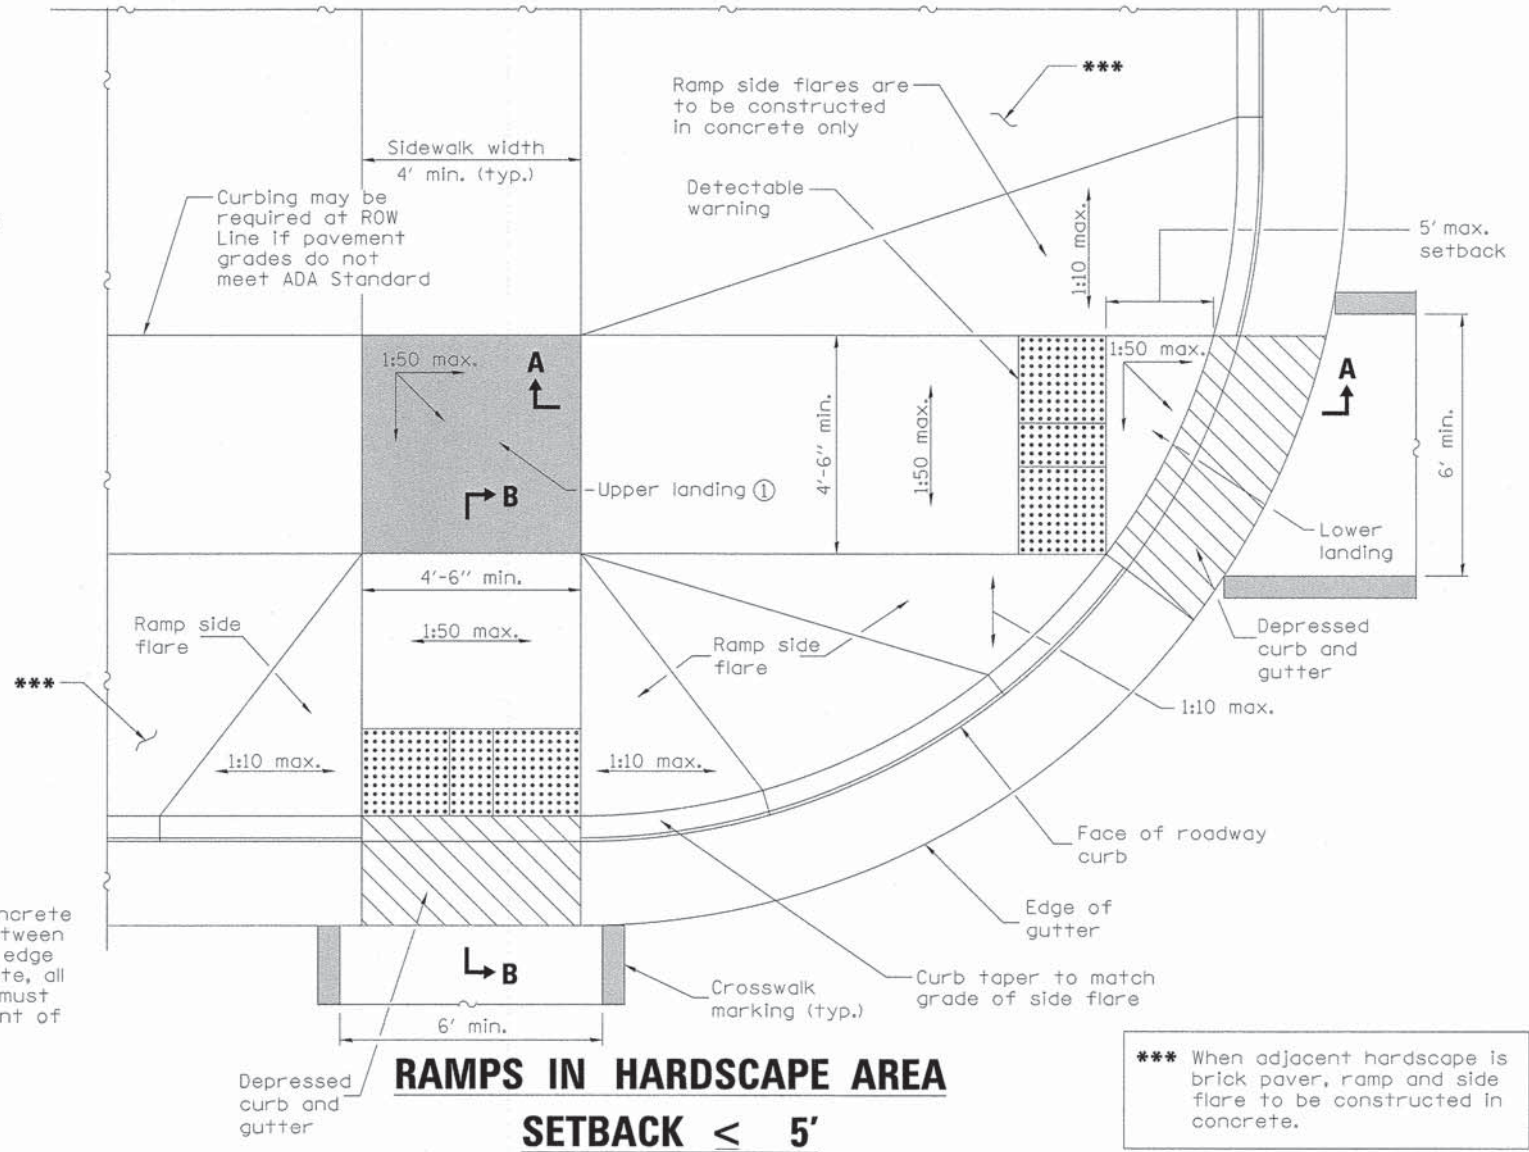 ***
Ramp side flares are
to be constructed
in concrete only
Sidewalk width
4' min. (typ.)
Detectable
warning
Curbing may be
required at ROW
Line if pavement
grades do not
meet ADA Standard
1:10 max.
5' max.
setback
1:50 max.
A
1:50 max.
A
4'-6" min.
1:50 max.
6' min.
B
Upper landing ①
Lower
landing
4'-6" min.
Ramp side
flare
1:50 max.
Ramp side
flare
Depressed
curb and
gutter
***
1:10 max.
1:10 max.
1:10 max.
Face of roadway
curb
Edge of
gutter
ncrete
tween
edge
te, all
must
nt of
B
Crosswalk
marking (typ.)
Curb taper to match
grade of side flare
6' min.
Depressed
curb and
gutter
RAMPS IN HARDSCAPE AREA
SETBACK ≤ 5'
*** When adjacent hardscape is
brick paver, ramp and side
flare to be constructed in
concrete.